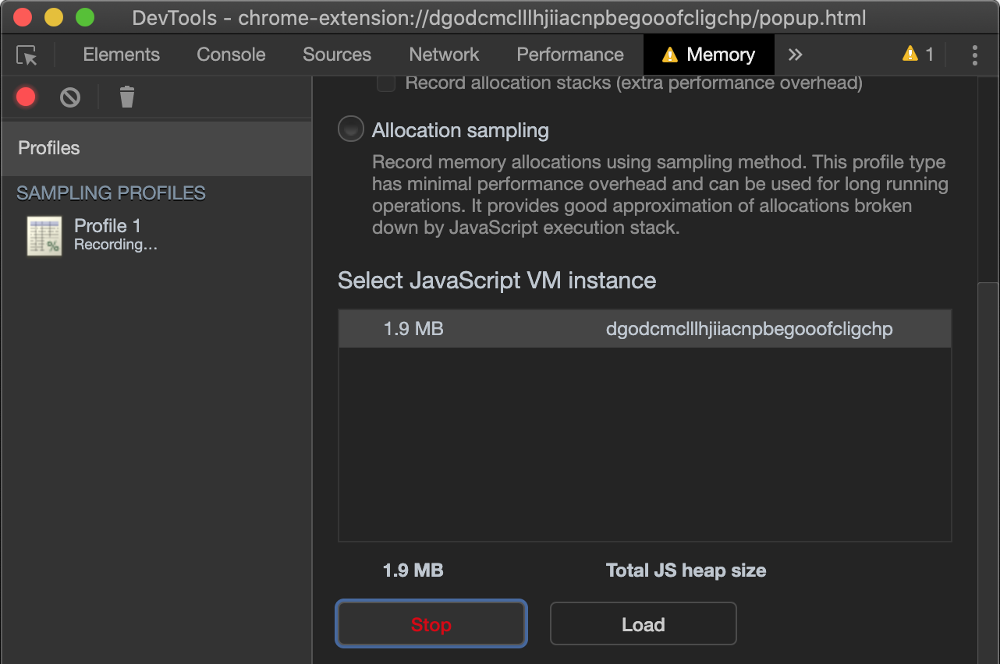 DevTools - chrome-extension://dgodcmclllhjiiacnpbegooofcligchp/popup.html
Elements Console Sources Network Performance Memory 1
Record allocation stacks (extra performance overhead)
Profiles
SAMPLING PROFILES
Profile 1
Recording…
Allocation sampling
Record memory allocations using sampling method. This profile type
has minimal performance overhead and can be used for long running
operations. It provides good approximation of allocations broken
down by JavaScript execution stack.
Select JavaScript VM instance
1.9 MB dgodcmclllhjiiacnpbegooofcligchp
1.9 MB Total JS heap size
Stop Load